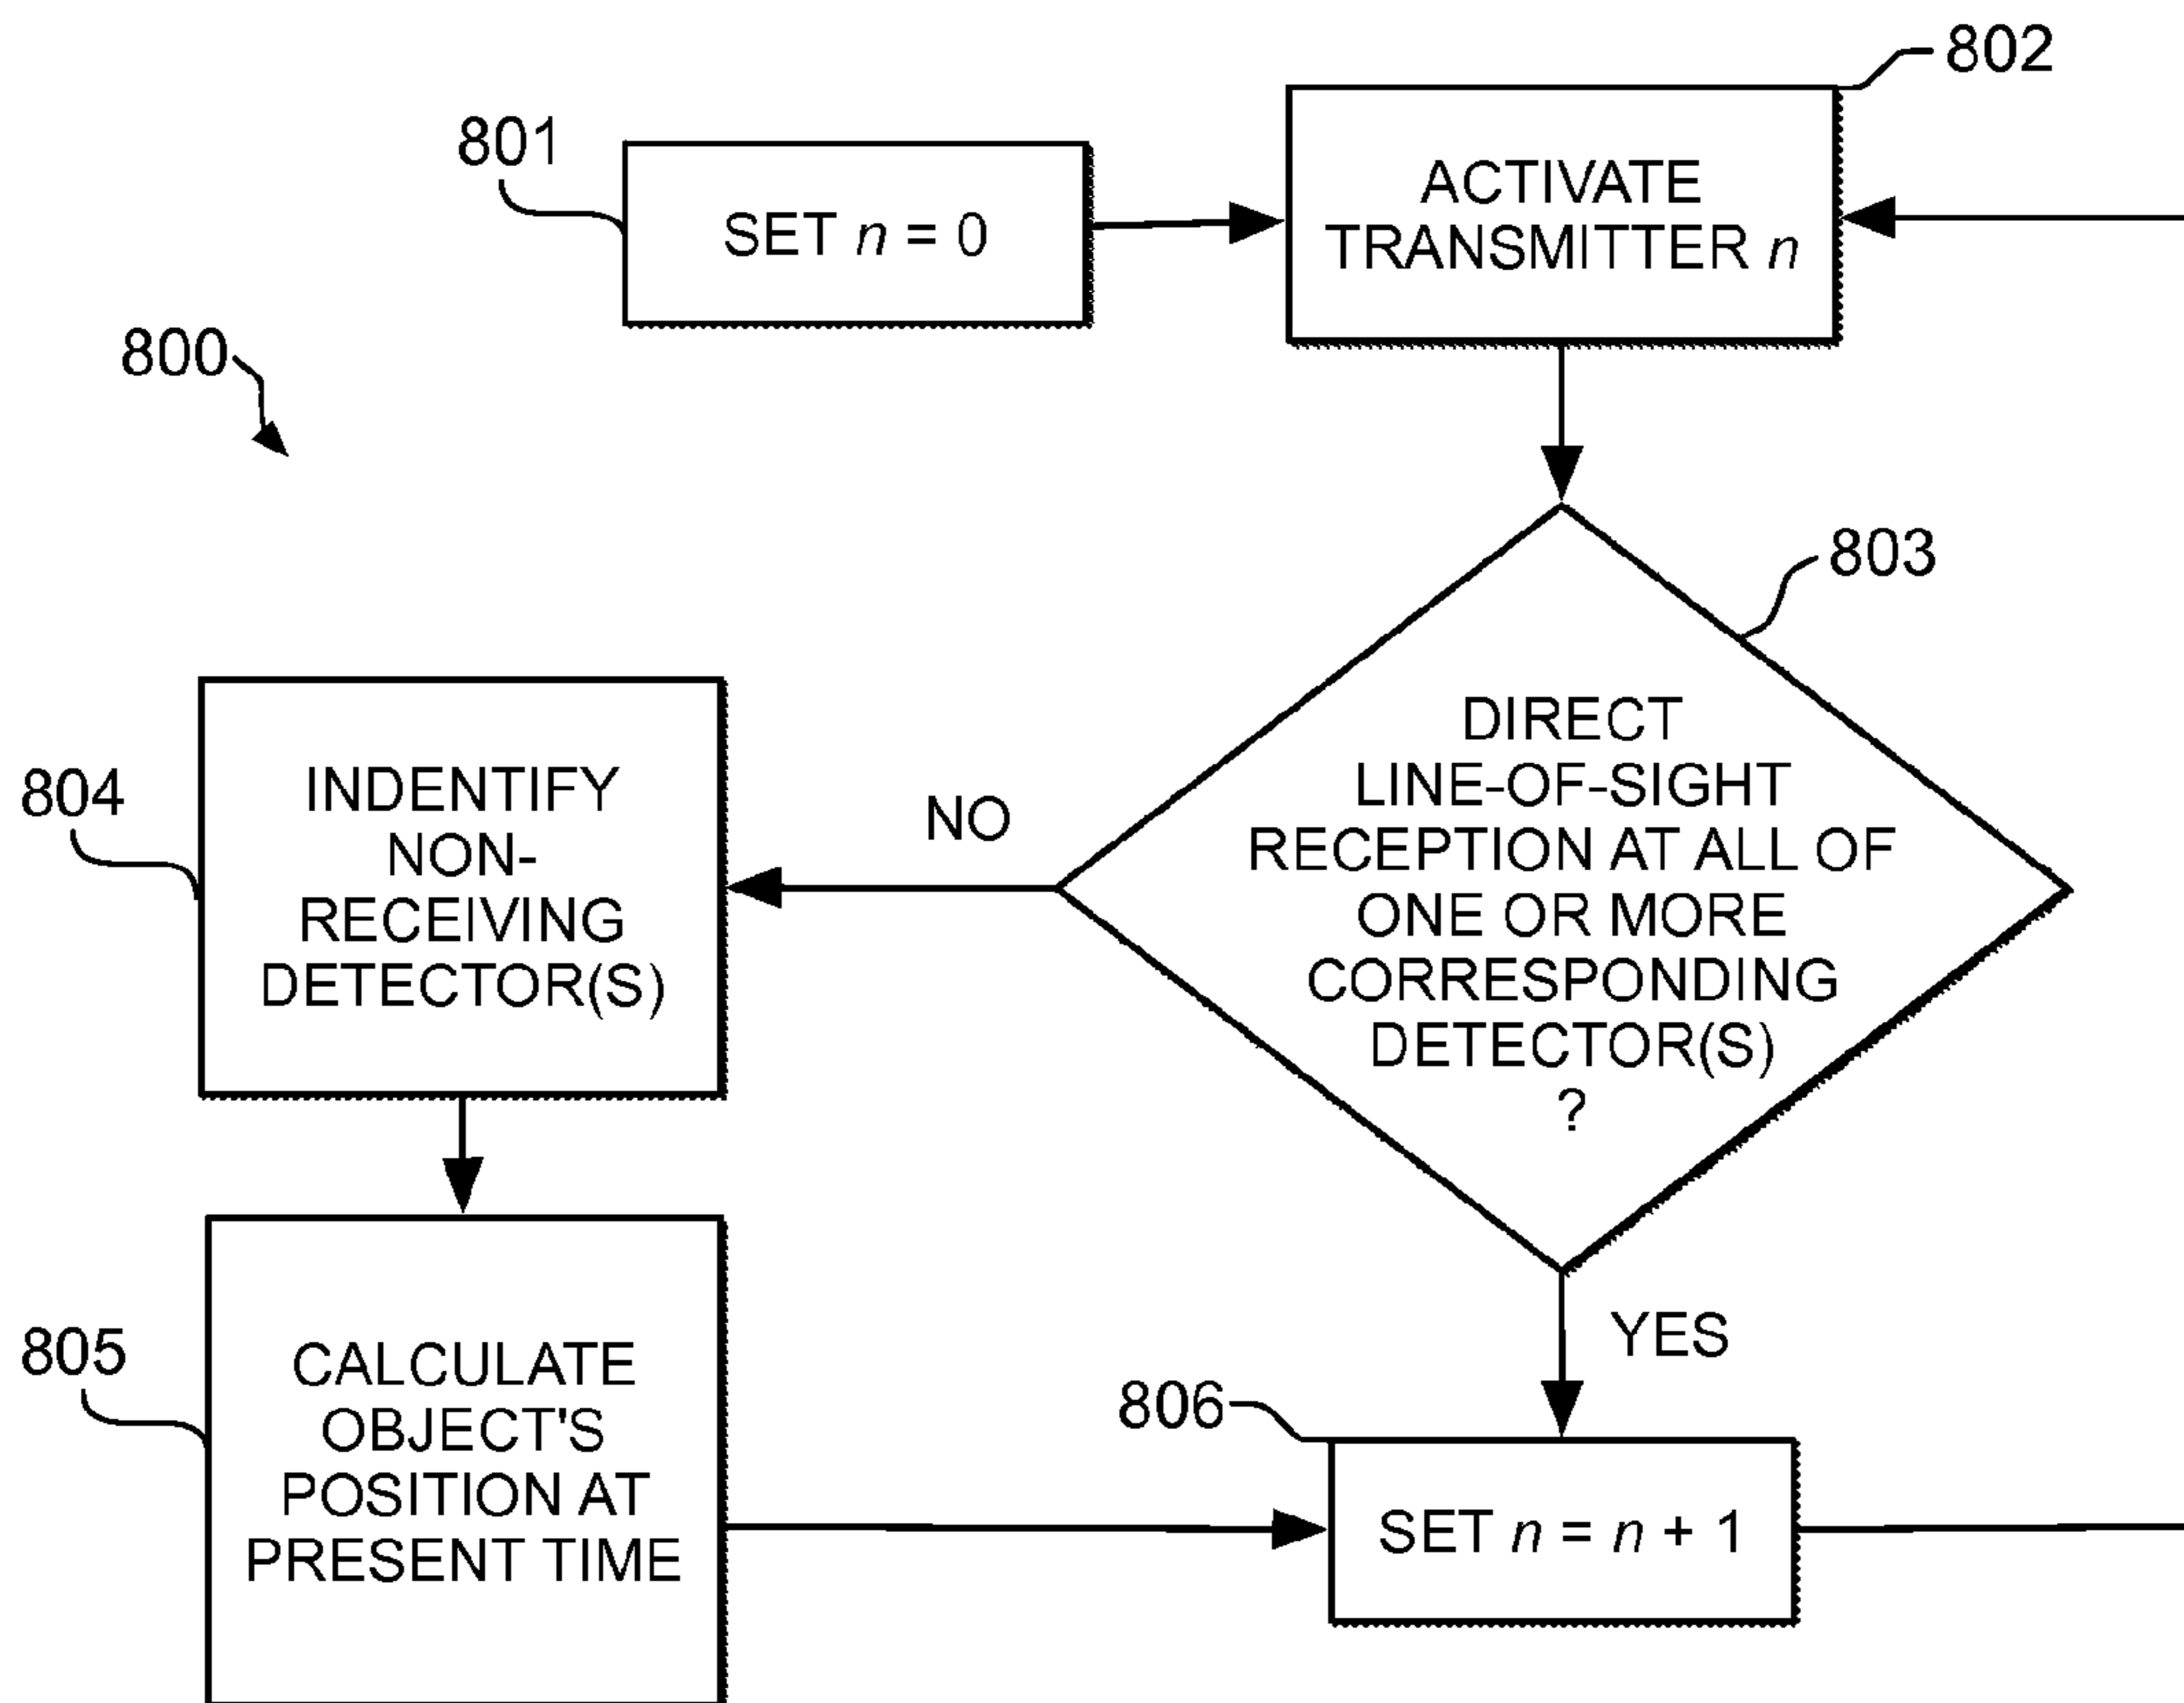 802
801
ACTIVATE
TRANSMITTER n
SET n = 0
800
803
DIRECT
LINE-OF-SIGHT
RECEPTION AT ALL OF
ONE OR MORE
CORRESPONDING
DETECTOR(S)
?
NO
804
INDENTIFY
NON-
RECEIVING
DETECTOR(S)
YES
805
CALCULATE
OBJECT'S
POSITION AT
PRESENT TIME
806
SET n = n + 1